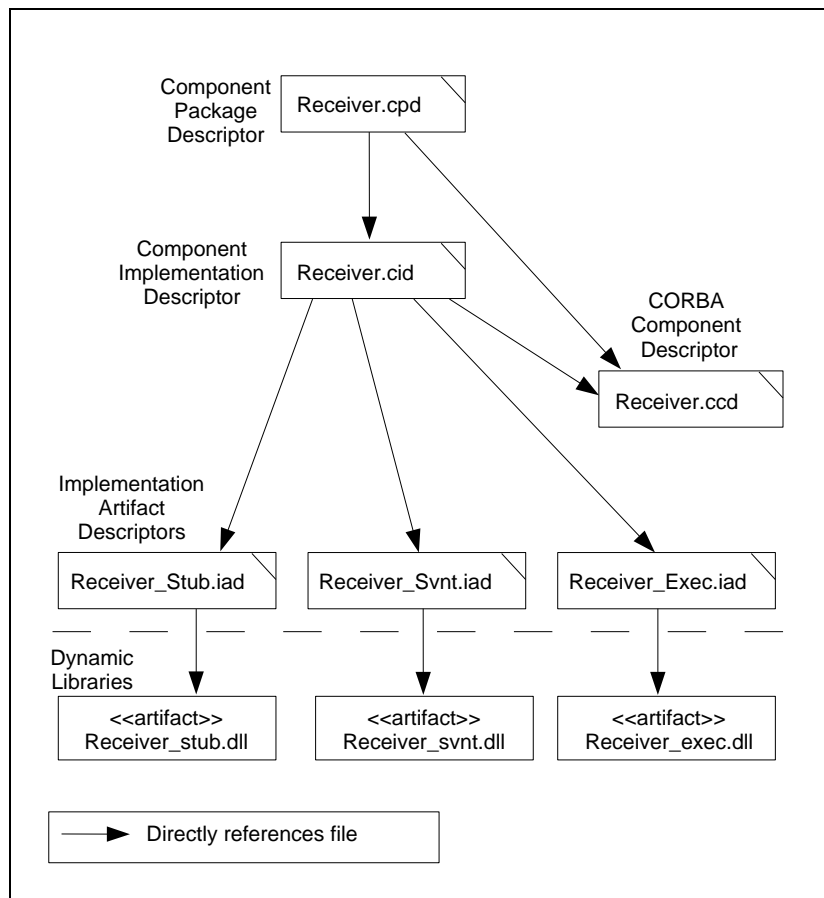 Component
Package
Descriptor
Receiver.cpd
Component
Implementation
Descriptor
Receiver.cid
CORBA
Component
Descriptor
Receiver.ccd
Implementation
Artifact
Descriptors
Receiver_Stub.iad
Receiver_Svnt.iad
Receiver_Exec.iad
Dynamic
Libraries
<<artifact>>
Receiver_stub.dll
<<artifact>>
Receiver_svnt.dll
<<artifact>>
Receiver_exec.dll
Directly references file